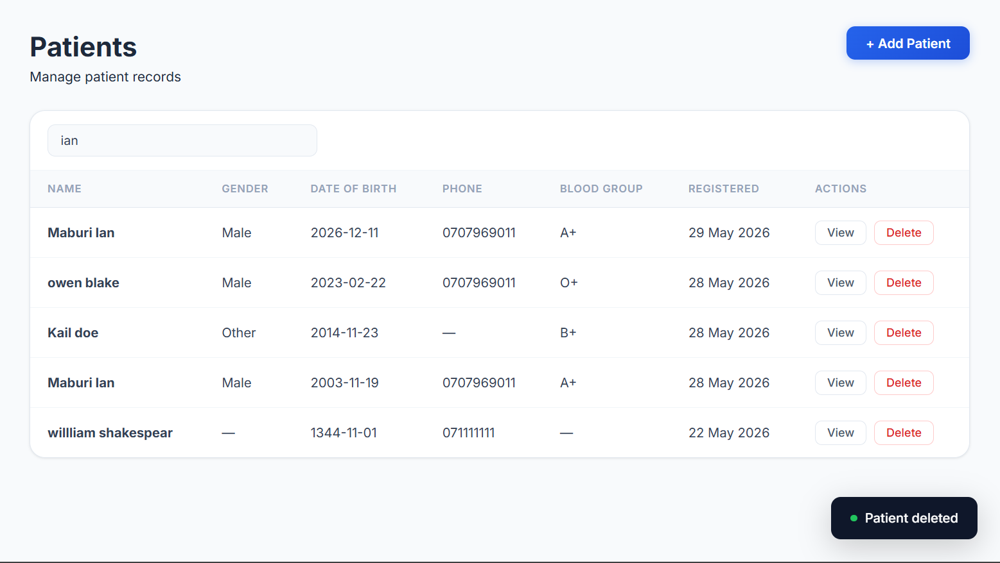 Patients
+ Add Patient
Manage patient records
ian
NAME GENDER DATE OF BIRTH PHONE BLOOD GROUP REGISTERED ACTIONS
Maburi Ian Male 2026-12-11 0707969011 A+ 29 May 2026 View Delete
owen blake Male 2023-02-22 0707969011 O+ 28 May 2026 View Delete
Kail doe Other 2014-11-23 — B+ 28 May 2026 View Delete
Maburi Ian Male 2003-11-19 0707969011 A+ 28 May 2026 View Delete
willliam shakespear — 1344-11-01 071111111 — 22 May 2026 View Delete
Patient deleted